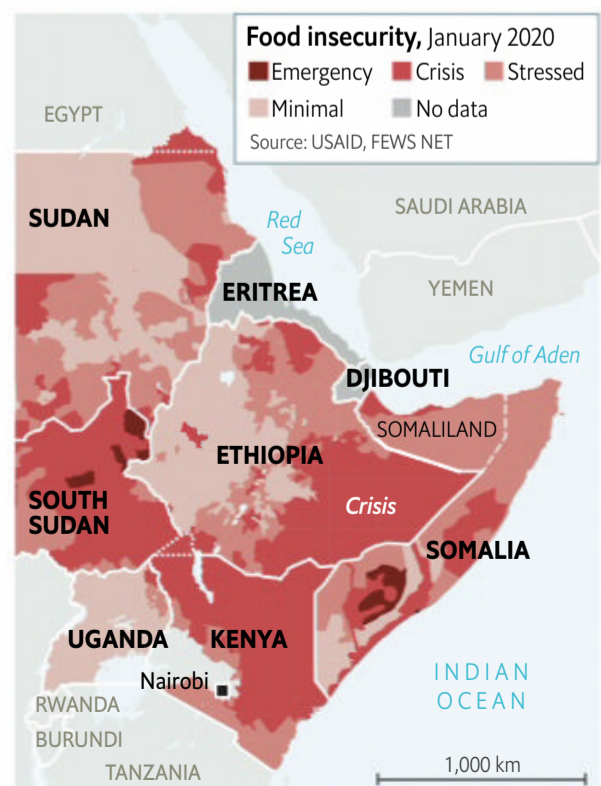 Food insecurity, January 2020
Emergency Crisis Stressed
Minimal No data
Source: USAID, FEWS NET
EGYPT
SUDAN
Red
Sea
SAUDI ARABIA
ERITREA
YEMEN
Gulf of Aden
DJIBOUTI
SOMALILAND
ETHIOPIA
Crisis
SOUTH
SUDAN
SOMALIA
UGANDA
KENYA
Nairobi
INDIAN
OCEAN
RWANDA
BURUNDI
TANZANIA
1,000 km